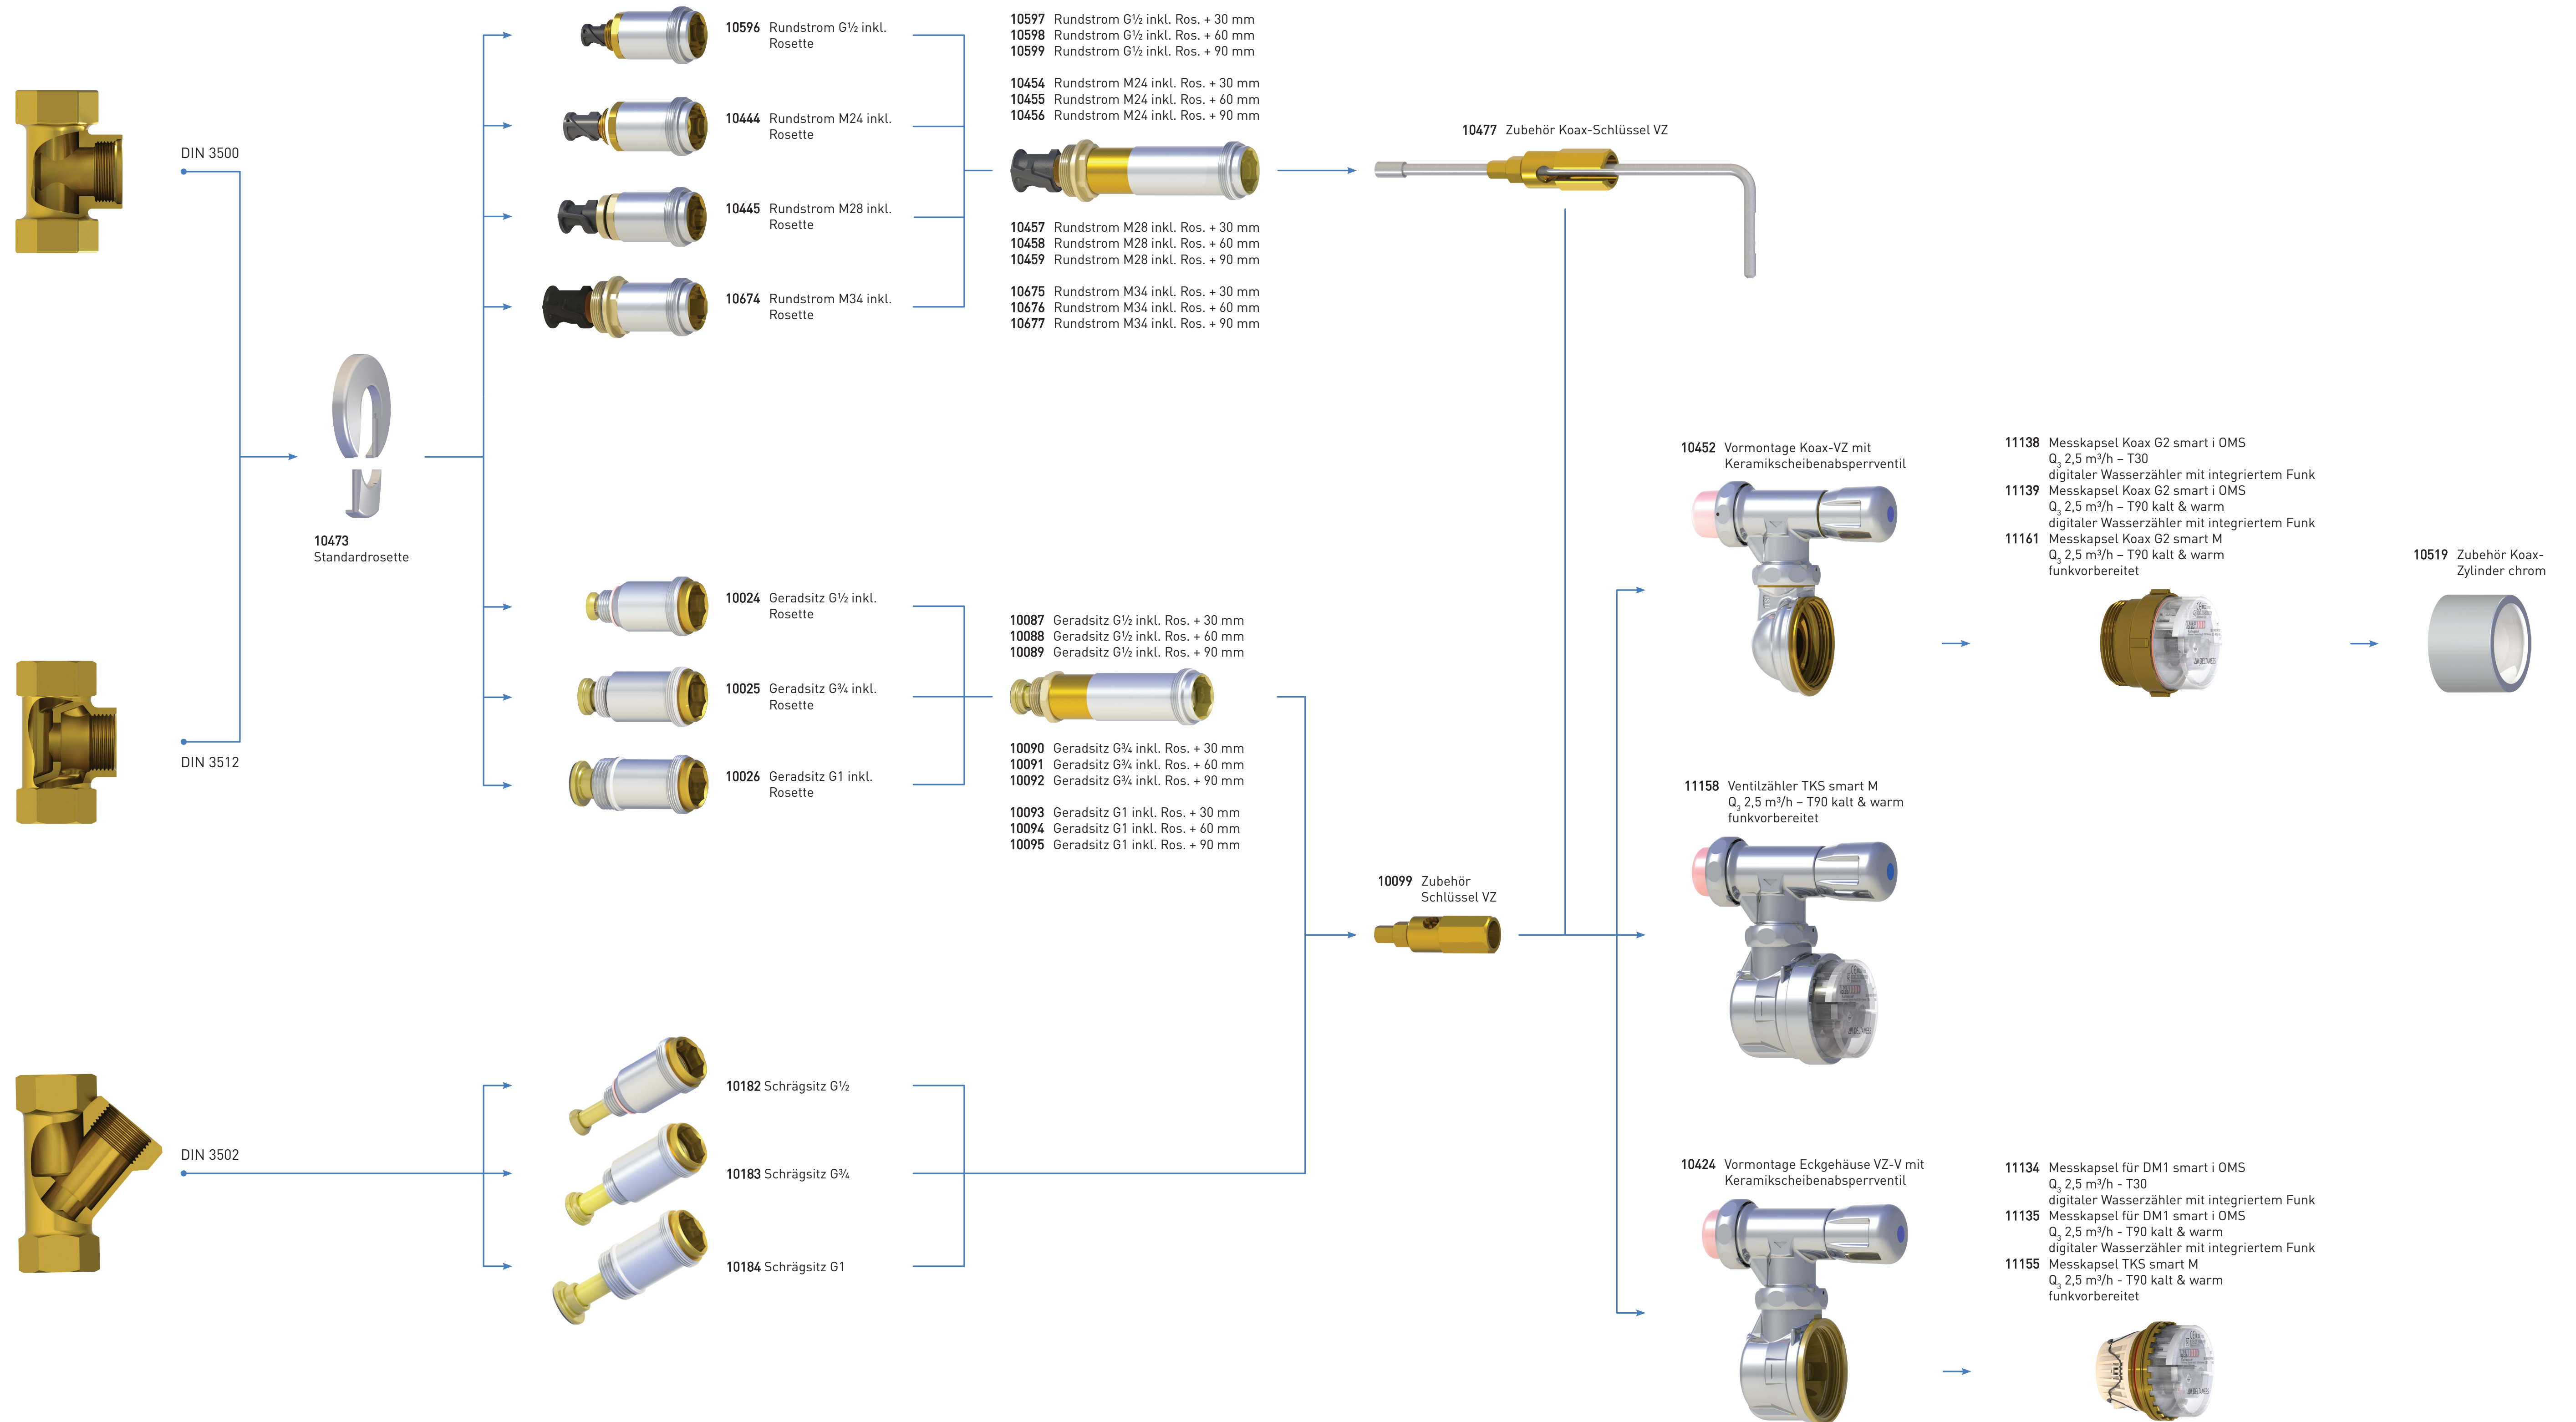 DIN 3500
DIN 3512
DIN 3502
10473
Standardrosette
10596 Rundstrom G½ inkl.
Rosette
10444 Rundstrom M24 inkl.
Rosette
10445 Rundstrom M28 inkl.
Rosette
10674 Rundstrom M34 inkl.
Rosette
10024 Geradsitz G½ inkl.
Rosette
10025 Geradsitz G¾ inkl.
Rosette
10026 Geradsitz G1 inkl.
Rosette
10182 Schrägsitz G½
10183 Schrägsitz G¾
10184 Schrägsitz G1
10597 Rundstrom G½ inkl. Ros. + 30 mm
10598 Rundstrom G½ inkl. Ros. + 60 mm
10599 Rundstrom G½ inkl. Ros. + 90 mm
10454 Rundstrom M24 inkl. Ros. + 30 mm
10455 Rundstrom M24 inkl. Ros. + 60 mm
10456 Rundstrom M24 inkl. Ros. + 90 mm
10457 Rundstrom M28 inkl. Ros. + 30 mm
10458 Rundstrom M28 inkl. Ros. + 60 mm
10459 Rundstrom M28 inkl. Ros. + 90 mm
10675 Rundstrom M34 inkl. Ros. + 30 mm
10676 Rundstrom M34 inkl. Ros. + 60 mm
10677 Rundstrom M34 inkl. Ros. + 90 mm
10087 Geradsitz G½ inkl. Ros. + 30 mm
10088 Geradsitz G½ inkl. Ros. + 60 mm
10089 Geradsitz G½ inkl. Ros. + 90 mm
10090 Geradsitz G¾ inkl. Ros. + 30 mm
10091 Geradsitz G¾ inkl. Ros. + 60 mm
10092 Geradsitz G¾ inkl. Ros. + 90 mm
10093 Geradsitz G1 inkl. Ros. + 30 mm
10094 Geradsitz G1 inkl. Ros. + 60 mm
10095 Geradsitz G1 inkl. Ros. + 90 mm
10477 Zubehör Koax-Schlüssel VZ
10099 Zubehör
Schlüssel VZ
10452 Vormontage Koax-VZ mit
Keramikscheibenabsperrventil
11158 Ventilzähler TKS smart M
Q₃ 2,5 m³/h – T90 kalt & warm
funkvorbereitet
10424 Vormontage Eckgehäuse VZ-V mit
Keramikscheibenabsperrventil
11138 Messkapsel Koax G2 smart i OMS
Q₃ 2,5 m³/h – T30
digitaler Wasserzähler mit integriertem Funk
11139 Messkapsel Koax G2 smart i OMS
Q₃ 2,5 m³/h – T90 kalt & warm
digitaler Wasserzähler mit integriertem Funk
11161 Messkapsel Koax G2 smart M
Q₃ 2,5 m³/h – T90 kalt & warm
funkvorbereitet
11134 Messkapsel für DM1 smart i OMS
Q₃ 2,5 m³/h - T30
digitaler Wasserzähler mit integriertem Funk
11135 Messkapsel für DM1 smart i OMS
Q₃ 2,5 m³/h - T90 kalt & warm
digitaler Wasserzähler mit integriertem Funk
11155 Messkapsel TKS smart M
Q₃ 2,5 m³/h - T90 kalt & warm
funkvorbereitet
10519 Zubehör Koax-
Zylinder chrom